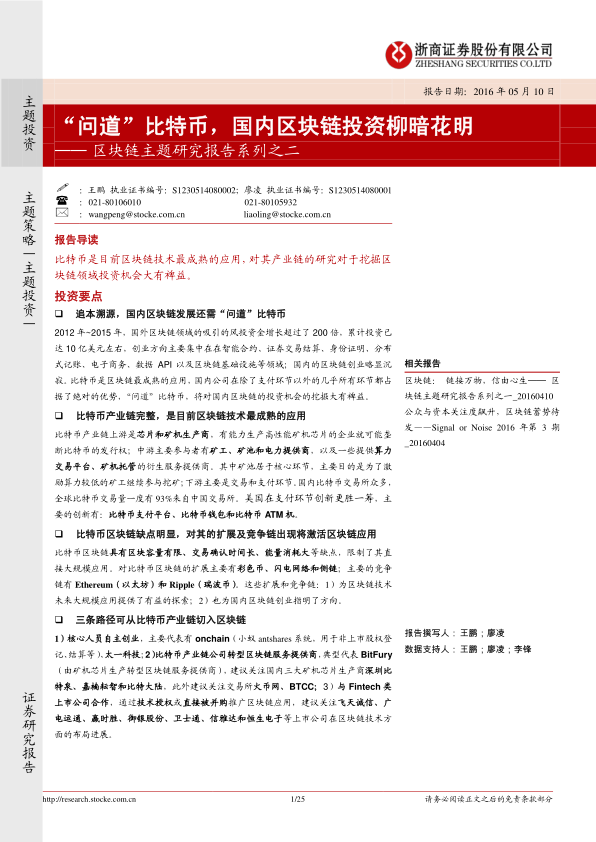 浙商证券股份有限公司
ZHESHANG SECURITIES CO.LTD
报告日期：2016 年 05 月 10 日
主题投资
“问道”比特币，国内区块链投资柳暗花明
—— 区块链主题研究报告系列之二
主题策略—主题投资—
：王鹏 执业证书编号：S1230514080002; 廖凌 执业证书编号：S1230514080001
：021-80106010 021-80105932
：wangpeng@stocke.com.cn liaoling@stocke.com.cn
报告导读
比特币是目前区块链技术最成熟的应用，对其产业链的研究对于挖掘区
块链领域投资机会大有裨益。
投资要点
❑ 追本溯源，国内区块链发展还需“问道”比特币
2012 年~2015 年，国外区块链领域的吸引的风投资金增长超过了 200 倍，累计投资已
达 10 亿美元左右，创业方向主要集中在在智能合约、证券交易结算、身份证明、分布
式记账、电子商务、数据 API 以及区块链基础设施等领域；国内的区块链创业略显沉
寂。比特币是区块链最成熟的应用，国内公司在除了支付环节以外的几乎所有环节都占
据了绝对的优势，“问道”比特币，将对国内区块链的投资机会的挖掘大有裨益。
❑ 比特币产业链完整，是目前区块链技术最成熟的应用
比特币产业链上游是芯片和矿机生产商，有能力生产高性能矿机芯片的企业就可能垄
断比特币的发行权；中游主要参与者有矿工、矿池和电力提供商，以及一些提供算力
交易平台、矿机托管的衍生服务提供商，其中矿池居于核心环节，主要目的是为了激
励算力较低的矿工继续参与挖矿；下游主要是交易和支付环节，国内比特币交易所众多，
全球比特币交易量一度有 93%来自中国交易所，美国在支付环节创新更胜一筹，主
要的创新有：比特币支付平台、比特币钱包和比特币 ATM 机。
❑ 比特币区块链缺点明显，对其的扩展及竞争链出现将激活区块链应用
比特币区块链具有区块容量有限、交易确认时间长、能量消耗大等缺点，限制了其直
接大规模应用。对比特币区块链的扩展主要有彩色币、闪电网络和侧链；主要的竞争
链有 Ethereum（以太坊）和 Ripple（瑞波币）。这些扩展和竞争链：1）为区块链技术
未来大规模应用提供了有益的探索；2）也为国内区块链创业指明了方向。
❑ 三条路径可从比特币产业链切入区块链
1）核心人员自主创业，主要代表有 onchain（小蚁 antshares 系统，用于非上市股权登
记、结算等）、太一科技；2)比特币产业链公司转型区块链服务提供商，典型代表 BitFury
（由矿机芯片生产转型区块链服务提供商），建议关注国内三大矿机芯片生产商深圳比
特泉、嘉楠耘智和比特大陆，此外建议关注交易所火币网、BTCC；3）与 Fintech 类
上市公司合作，通过技术授权或直接被并购推广区块链应用，建议关注飞天诚信、广
电运通、赢时胜、御银股份、卫士通、信雅达和恒生电子等上市公司在区块链技术方
面的布局进展。
相关报告
区块链： 链接万物，信由心生—— 区
块链主题研究报告系列之一_20160410
公众与资本关注度飙升，区块链蓄势待
发——Signal or Noise 2016 年第 3 期
_20160404
报告撰写人：王鹏；廖凌
数据支持人：王鹏；廖凌；李锋
证券研究报告
http://research.stocke.com.cn
1/25
请务必阅读正文之后的免责条款部分